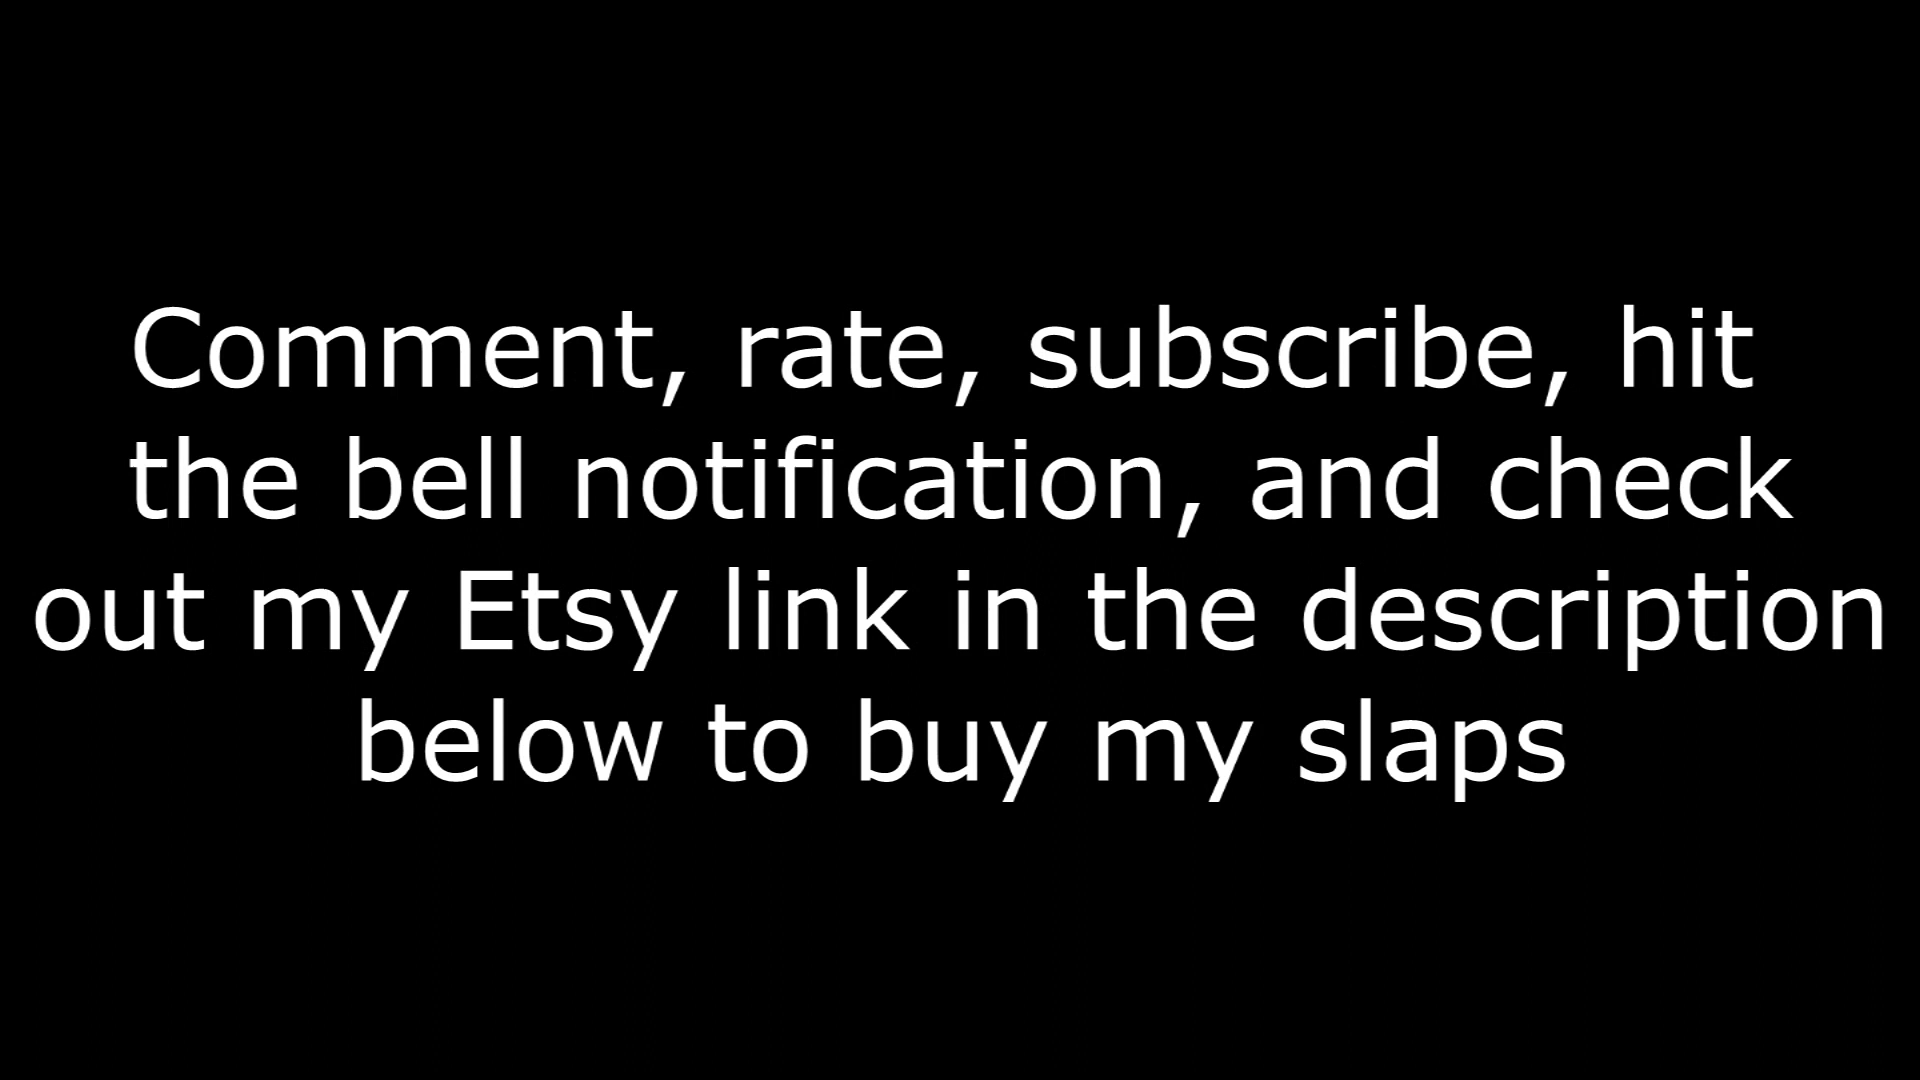 Comment, rate, subscribe, hit
the bell notification, and check
out my Etsy link in the description
below to buy my slaps